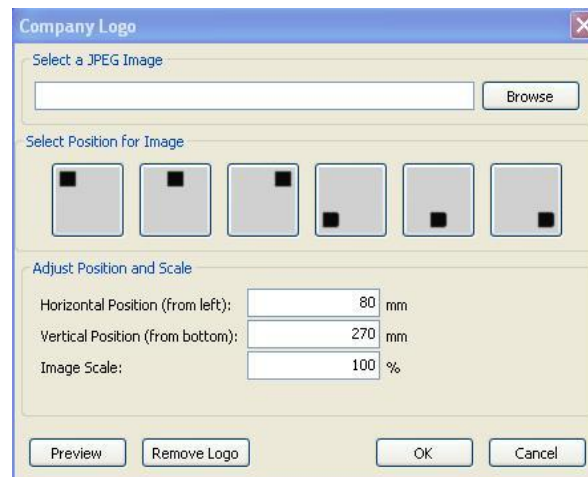 Company Logo
Select a JPEG Image
Browse
Select Position for Image
Adjust Position and Scale
Horizontal Position (from left): 80 mm
Vertical Position (from bottom): 270 mm
Image Scale: 100 %
Preview Remove Logo OK Cancel